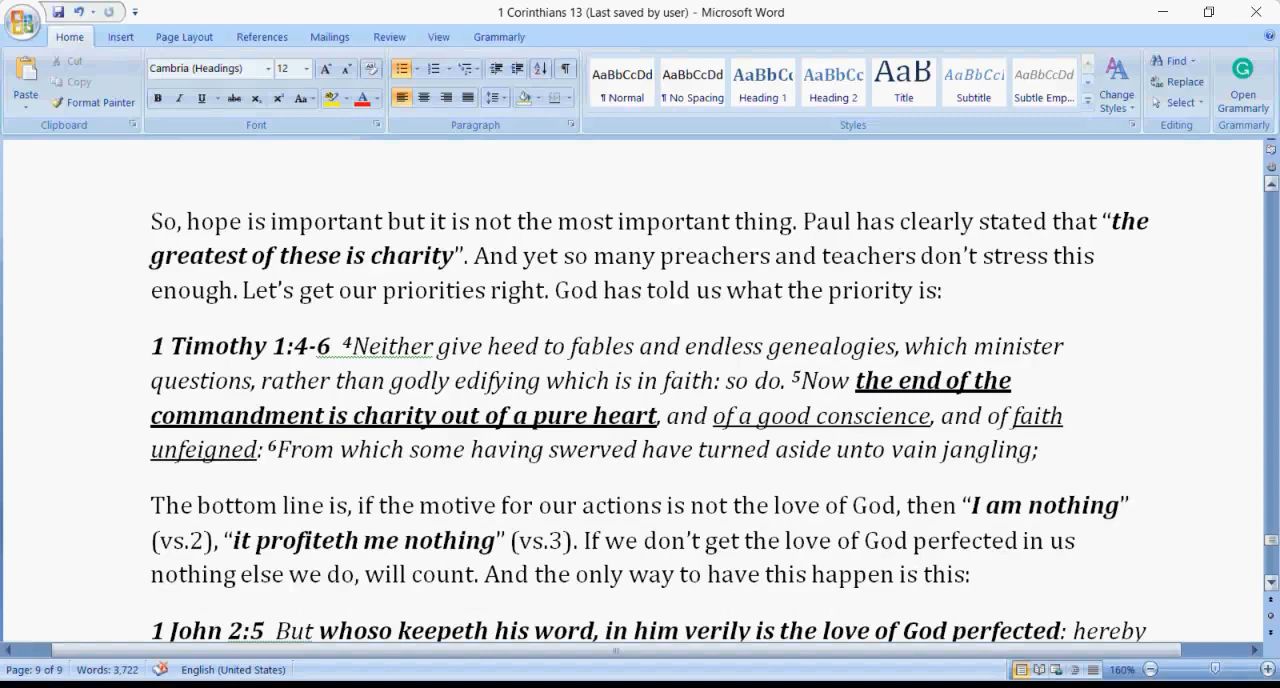 1 Corinthians 13 (Last saved by user) - Microsoft Word
Home Insert Page Layout References Mailings Review View Grammarly
Paste Cut Copy Format Painter Clipboard
Cambria (Headings) 12 Font
Paragraph
AaBbCcDd ¶ Normal AaBbCcDd ¶ No Spacing AaBbCc Heading 1 AaBbCc Heading 2 AaB Title AaBbCcI Subtitle AaBbCcDd Subtle Emp... Change Styles Styles
Find Replace Select Editing
Open Grammarly Grammarly
So, hope is important but it is not the most important thing. Paul has clearly stated that “the
greatest of these is charity”. And yet so many preachers and teachers don’t stress this
enough. Let’s get our priorities right. God has told us what the priority is:
1 Timothy 1:4-6 ⁴Neither give heed to fables and endless genealogies, which minister
questions, rather than godly edifying which is in faith: so do. ⁵Now the end of the
commandment is charity out of a pure heart, and of a good conscience, and of faith
unfeigned: ⁶From which some having swerved have turned aside unto vain jangling;
The bottom line is, if the motive for our actions is not the love of God, then “I am nothing”
(vs.2), “it profiteth me nothing” (vs.3). If we don’t get the love of God perfected in us
nothing else we do, will count. And the only way to have this happen is this:
1 John 2:5 But whoso keepeth his word, in him verily is the love of God perfected: hereby
Page: 9 of 9 Words: 3,722 English (United States) 160%